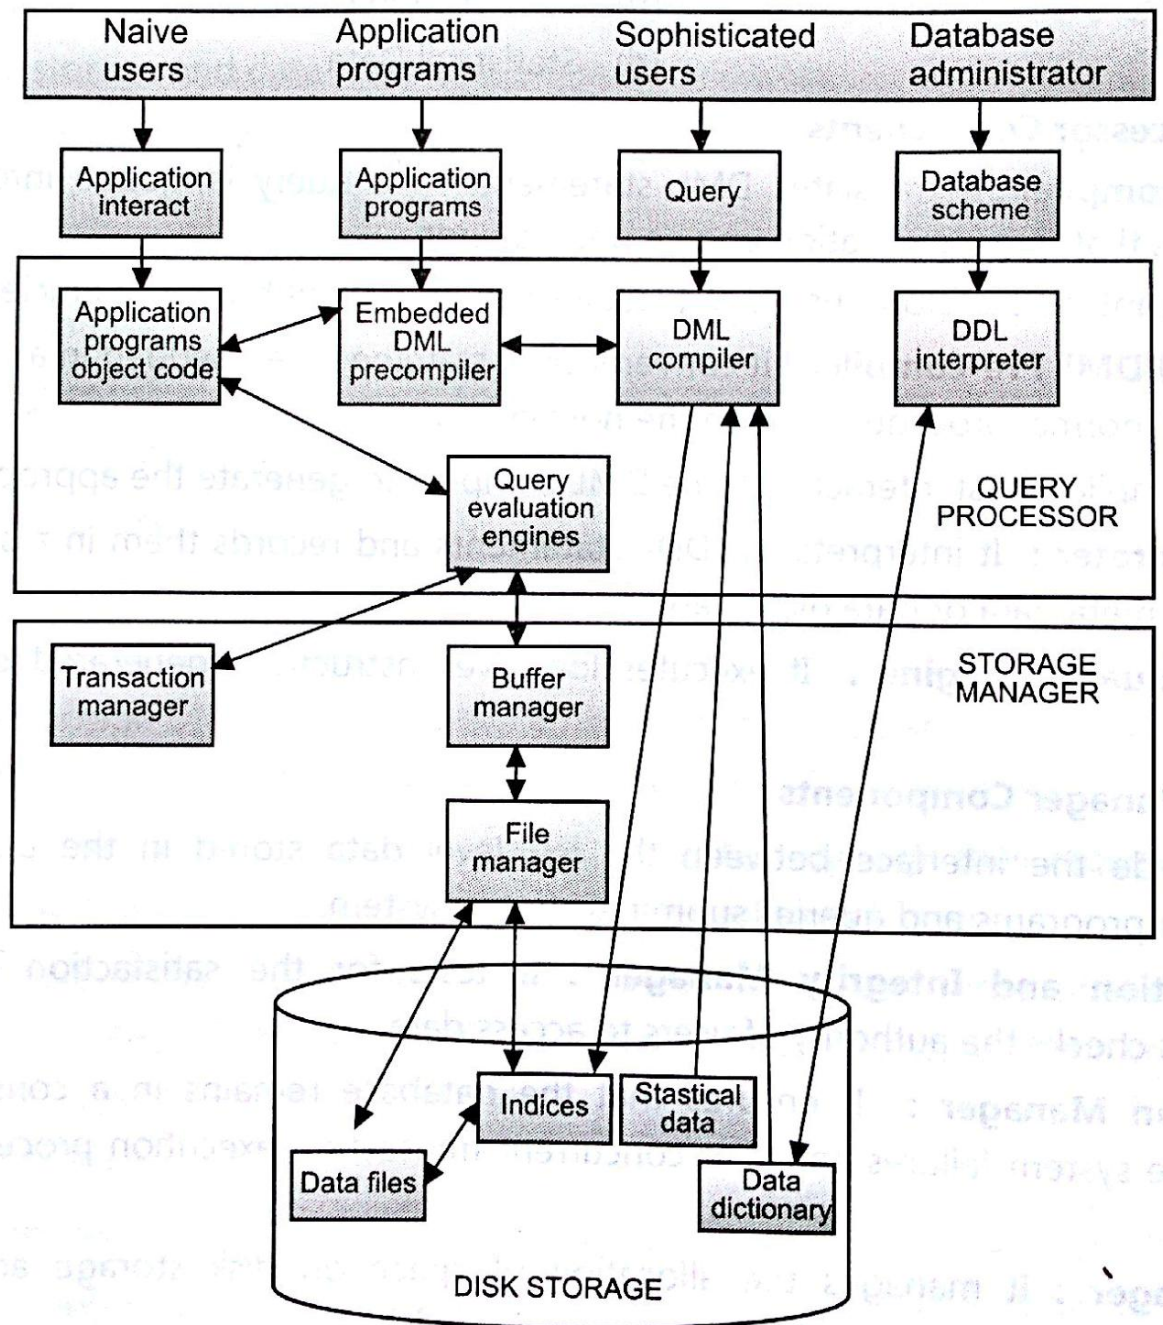 Naive
users
Application
programs
Sophisticated
users
Database
administrator
Application
interact
Application
programs
Query
Database
scheme
Application
programs
object code
Embedded
DML
precompiler
DML
compiler
DDL
interpreter
Query
evaluation
engines
QUERY
PROCESSOR
Transaction
manager
Buffer
manager
STORAGE
MANAGER
File
manager
Indices
Stastical
data
Data files
Data
dictionary
DISK STORAGE